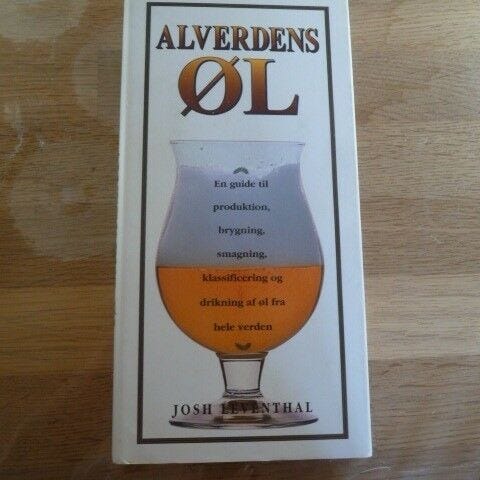 ALVERDENS
ØL
En guide til
produktion,
brygning,
smagning,
klassificering og
drikning af øl fra
hele verden
JOSH LEVENTHAL